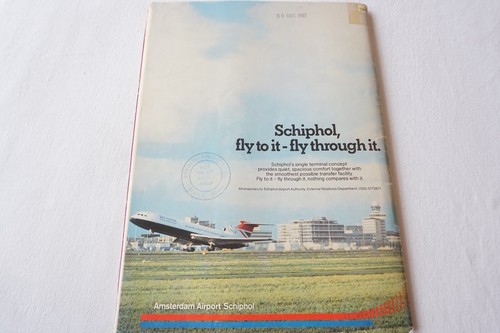 Schiphol,
fly to it - fly through it.
Schiphol's single terminal concept
provides quiet, spacious comfort together with
the smoothest possible transfer facility.
Fly to it - fly through it, nothing compares with it.
Amsterdam Airport Schiphol